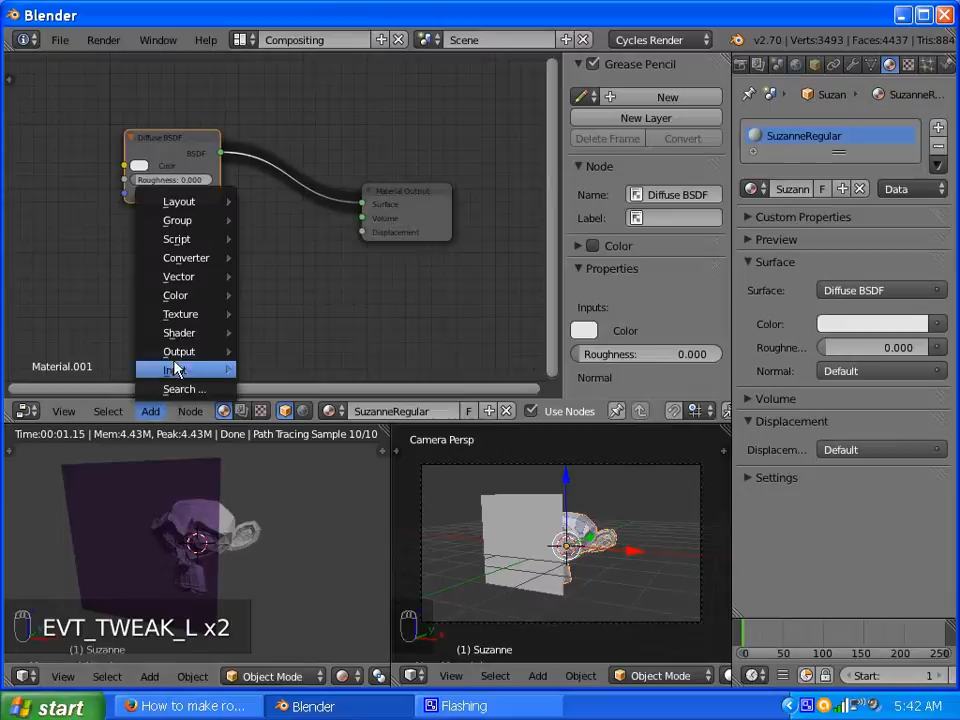 Blender
File Render Window Help Compositing Scene Cycles Render v2.70 | Verts:3493 | Faces:4437 | Tris:884
Diffuse BSDF
BSDF
Color
Roughness: 0.000
Material Output
Surface
Volume
Displacement
Layout
Group
Script
Converter
Vector
Color
Texture
Shader
Output
Search ...
Material.001
Grease Pencil
New
New Layer
Delete Frame Convert
Node
Name: Diffuse BSDF
Label:
Color
Properties
Inputs:
Color
Roughness: 0.000
Normal
Suzan SuzanneR...
SuzanneRegular
Suzann F Data
Custom Properties
Preview
Surface
Surface: Diffuse BSDF
Color:
Roughne... 0.000
Normal: Default
Volume
Displacement
Displacem... Default
Settings
View Select Add Node SuzanneRegular F Use Nodes
Time:00:01.15 | Mem:4.43M, Peak:4.43M | Done | Path Tracing Sample 10/10
EVT_TWEAK_L x2
(1) Suzanne
View Select Add Object Object Mode
Camera Persp
(1) Suzanne
View Select Add Object Object Mode
0 50 100 150 200 250
Start: 1
start How to make ro... Blender Flashing 5:42 AM